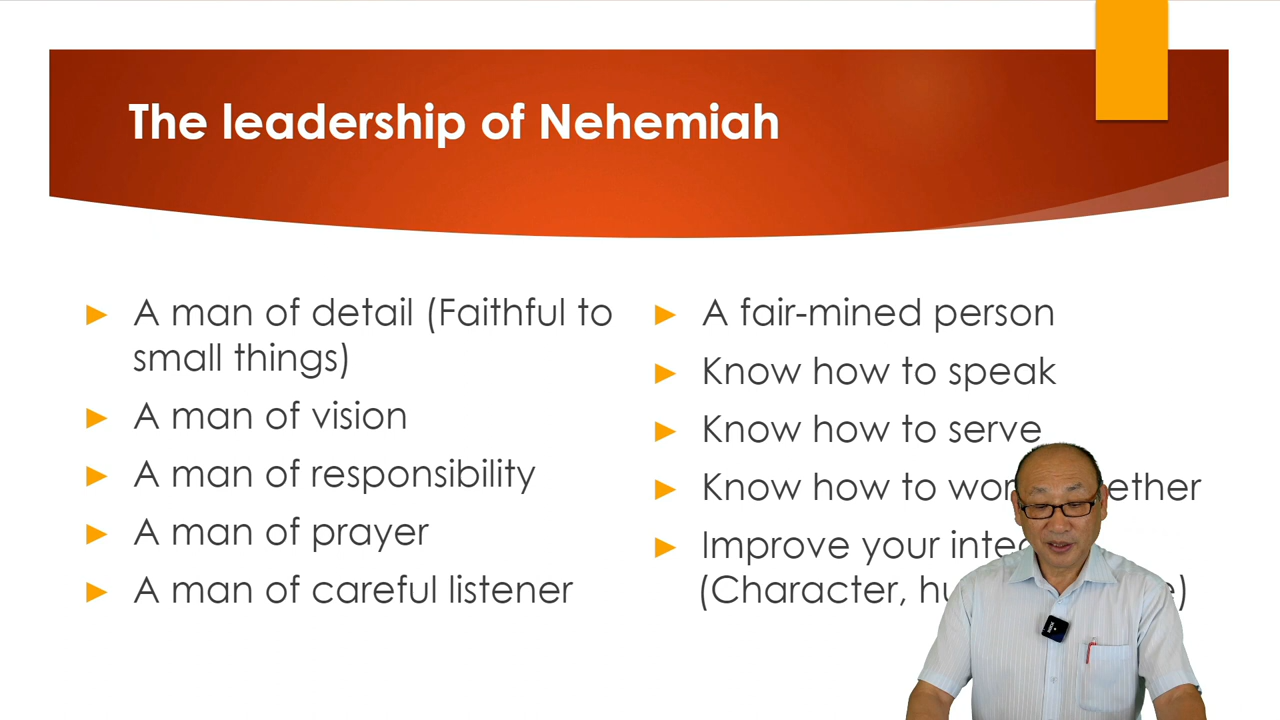 The leadership of Nehemiah
A man of detail (Faithful to
small things)
A man of vision
A man of responsibility
A man of prayer
A man of careful listener
A fair-mined person
Know how to speak
Know how to serve
Know how to
Improve your
(Character,